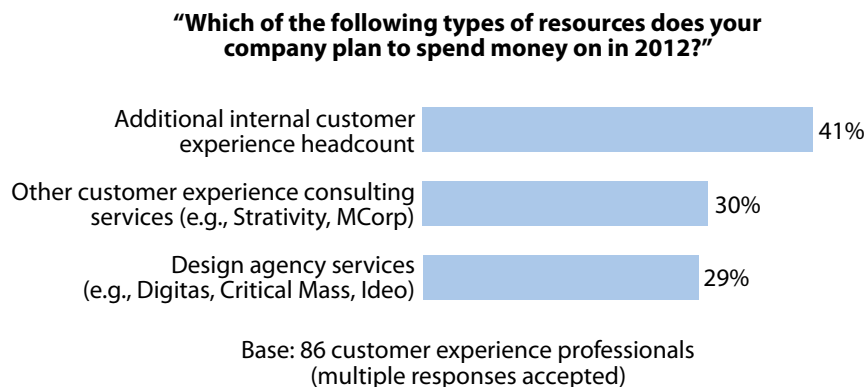 “Which of the following types of resources does your
company plan to spend money on in 2012?”
Additional internal customer
experience headcount
41%
Other customer experience consulting
services (e.g., Strativity, MCorp)
30%
Design agency services
(e.g., Digitas, Critical Mass, Ideo)
29%
Base: 86 customer experience professionals
(multiple responses accepted)